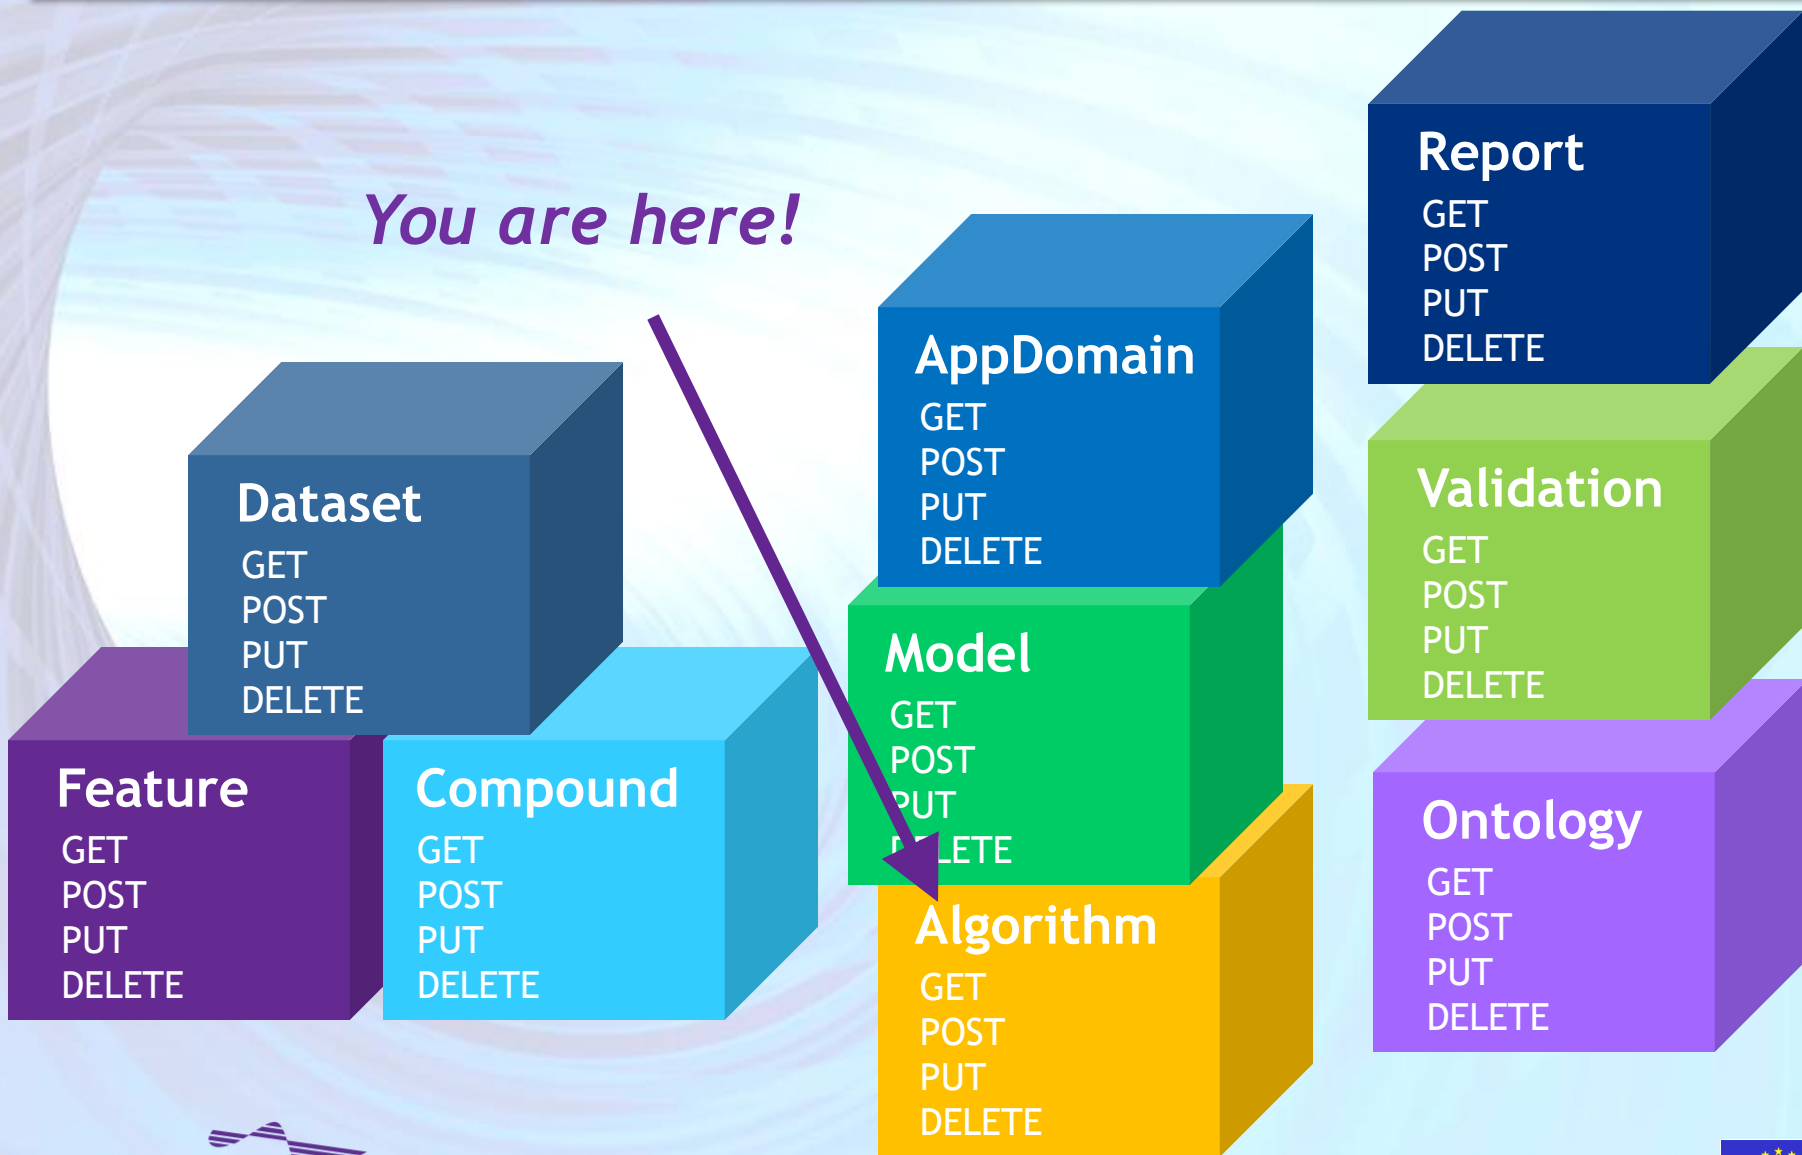 You are here!
Dataset
GET
POST
PUT
DELETE
Feature
GET
POST
PUT
DELETE
Compound
GET
POST
PUT
DELETE
AppDomain
GET
POST
PUT
DELETE
Model
GET
POST
PUT
DELETE
Algorithm
GET
POST
PUT
DELETE
Report
GET
POST
PUT
DELETE
Validation
GET
POST
PUT
DELETE
Ontology
GET
POST
PUT
DELETE